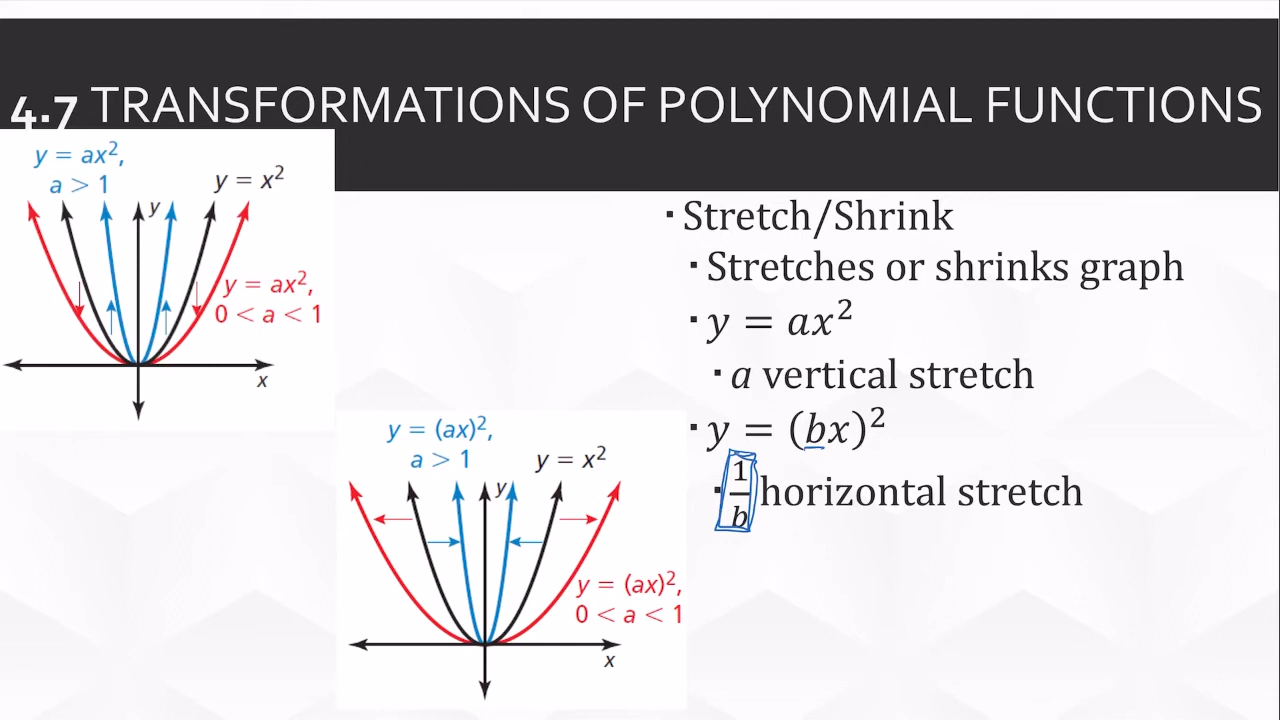 4.7 TRANSFORMATIONS OF POLYNOMIAL FUNCTIONS
y = ax²,
a > 1
y = x²
y
y = ax²,
0 < a < 1
x
y = (ax)²,
a > 1
y = x²
y
y = (ax)²,
0 < a < 1
x
▪ Stretch/Shrink
▪ Stretches or shrinks graph
▪ y = ax²
▪ a vertical stretch
▪ y = (bx)²
▪ 1/b horizontal stretch